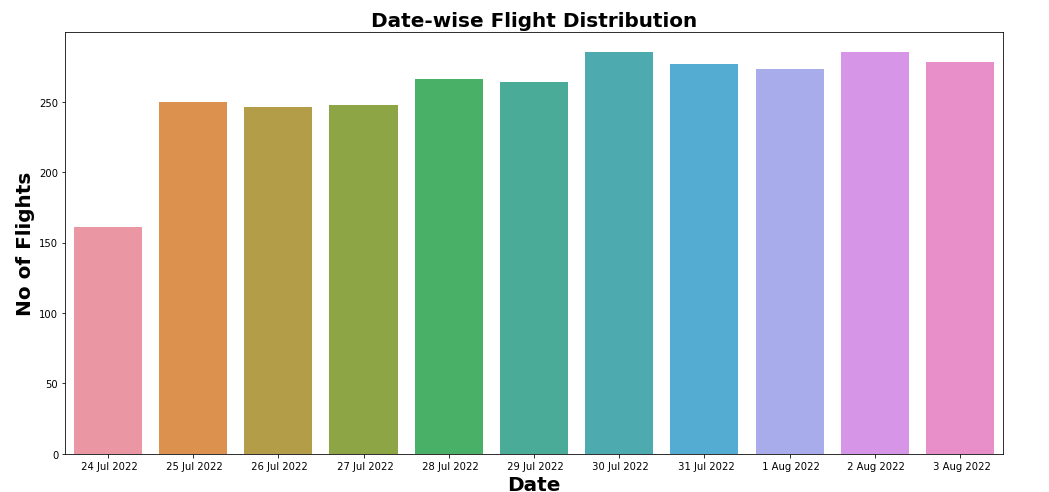 Date-wise Flight Distribution
No of Flights
250
200
150
100
50
0
24 Jul 2022
25 Jul 2022
26 Jul 2022
27 Jul 2022
28 Jul 2022
29 Jul 2022
30 Jul 2022
31 Jul 2022
1 Aug 2022
2 Aug 2022
3 Aug 2022
Date